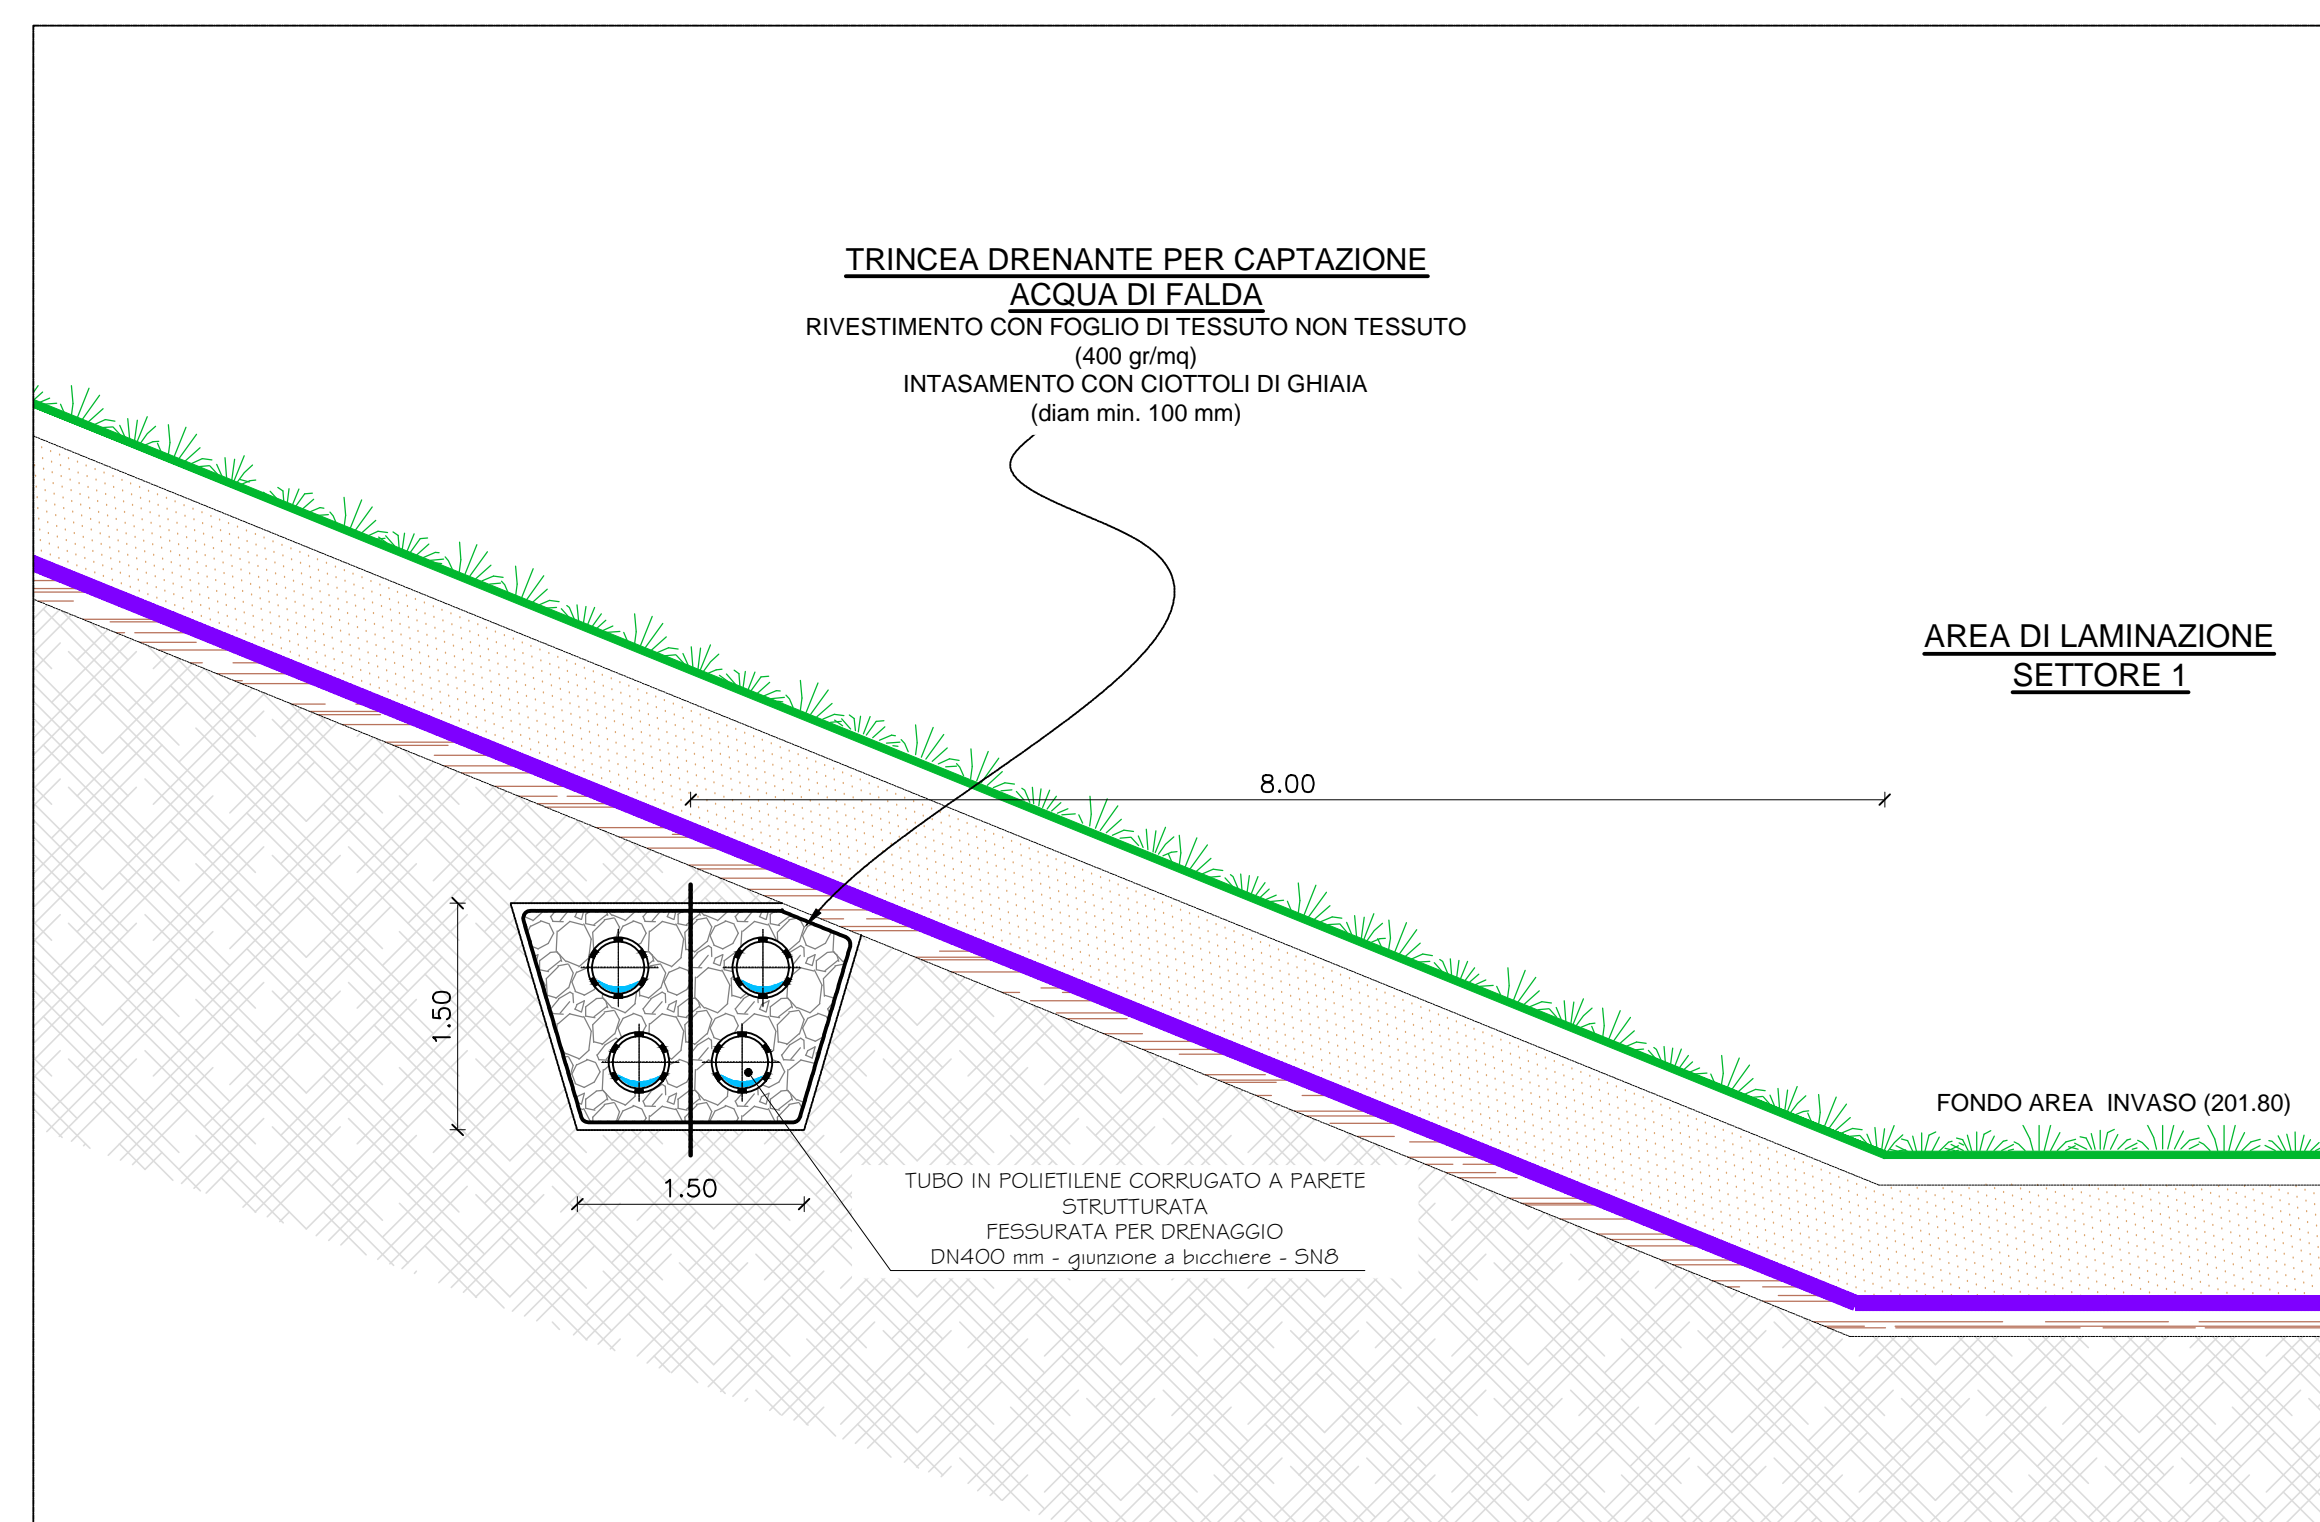 TRINCEA DRENANTE PER CAPTAZIONE
ACQUA DI FALDA
RIVESTIMENTO CON FOGLIO DI TESSUTO NON TESSUTO
(400 gr/mq)
INTASAMENTO CON CIOTTOLI DI GHIAIA
(diam min. 100 mm)
AREA DI LAMINAZIONE
SETTORE 1
8.00
1.50
FONDO AREA INVASO (201.80)
1.50
TUBO IN POLIETILENE CORRUGATO A PARETE
STRUTTURATA
FESSURATA PER DRENAGGIO
DN400 mm - giunzione a bicchiere - SN8